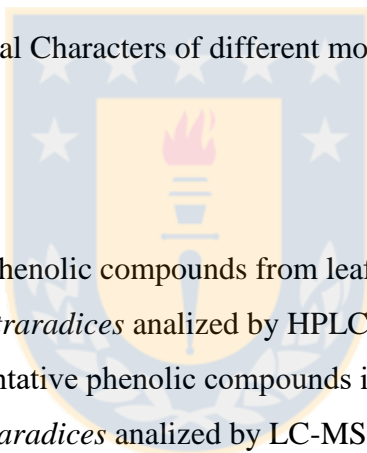 al Characters of different mo
henolic compounds from leaf
traradices analized by HPLC
ntative phenolic compounds i
aradices analized by LC-MS